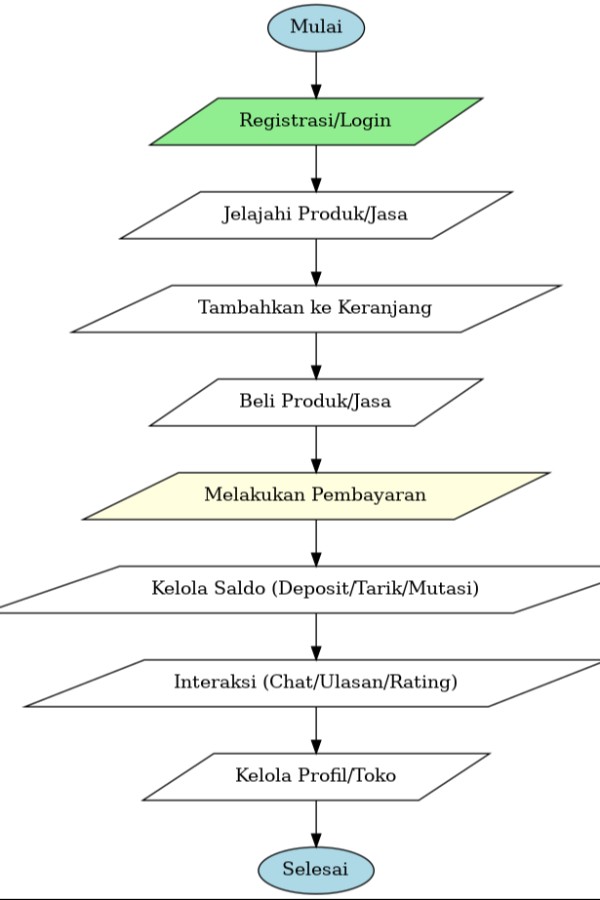 Mulai
Registrasi/Login
Jelajahi Produk/Jasa
Tambahkan ke Keranjang
Beli Produk/Jasa
Melakukan Pembayaran
Kelola Saldo (Deposit/Tarik/Mutasi)
Interaksi (Chat/Ulasan/Rating)
Kelola Profil/Toko
Selesai